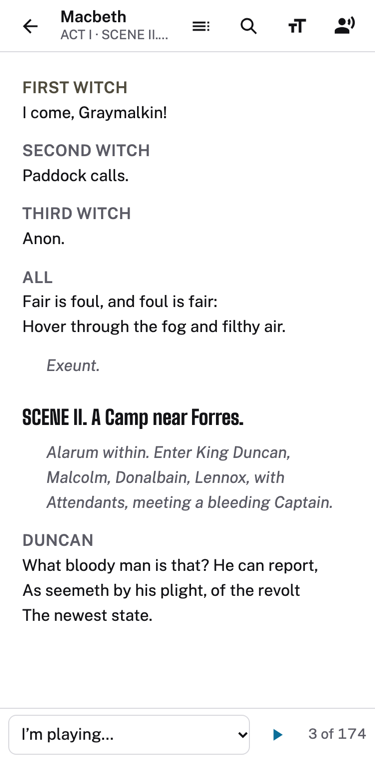 Macbeth
ACT I · SCENE II....
FIRST WITCH
I come, Graymalkin!
SECOND WITCH
Paddock calls.
THIRD WITCH
Anon.
ALL
Fair is foul, and foul is fair:
Hover through the fog and filthy air.
Exeunt.
SCENE II. A Camp near Forres.
Alarum within. Enter King Duncan,
Malcolm, Donalbain, Lennox, with
Attendants, meeting a bleeding Captain.
DUNCAN
What bloody man is that? He can report,
As seemeth by his plight, of the revolt
The newest state.
I’m playing...
3 of 174